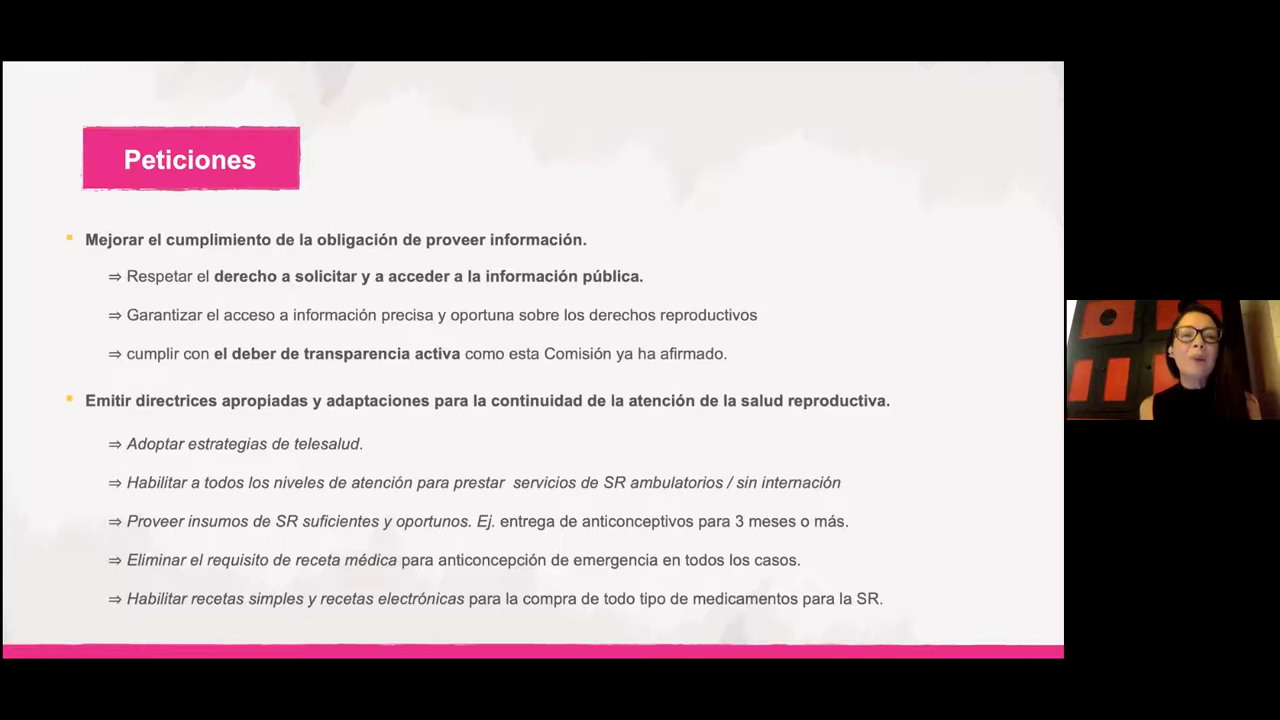 Peticiones
▪ Mejorar el cumplimiento de la obligación de proveer información.
⇒ Respetar el derecho a solicitar y a acceder a la información pública.
⇒ Garantizar el acceso a información precisa y oportuna sobre los derechos reproductivos
⇒ cumplir con el deber de transparencia activa como esta Comisión ya ha afirmado.
▪ Emitir directrices apropiadas y adaptaciones para la continuidad de la atención de la salud reproductiva.
⇒ Adoptar estrategias de telesalud.
⇒ Habilitar a todos los niveles de atención para prestar servicios de SR ambulatorios / sin internación
⇒ Proveer insumos de SR suficientes y oportunos. Ej. entrega de anticonceptivos para 3 meses o más.
⇒ Eliminar el requisito de receta médica para anticoncepción de emergencia en todos los casos.
⇒ Habilitar recetas simples y recetas electrónicas para la compra de todo tipo de medicamentos para la SR.